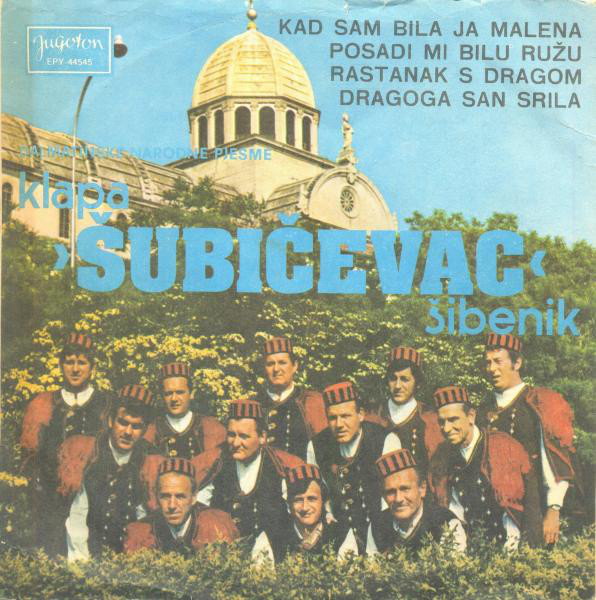 Jugoton
EPY-44545
KAD SAM BILA JA MALENA
POSADI MI BILU RUŽU
RASTANAK S DRAGOM
DRAGOGA SAN SRILA
DALMATINSKE NARODNE PJESME
klapa
›ŠUBIČEVAC‹
šibenik